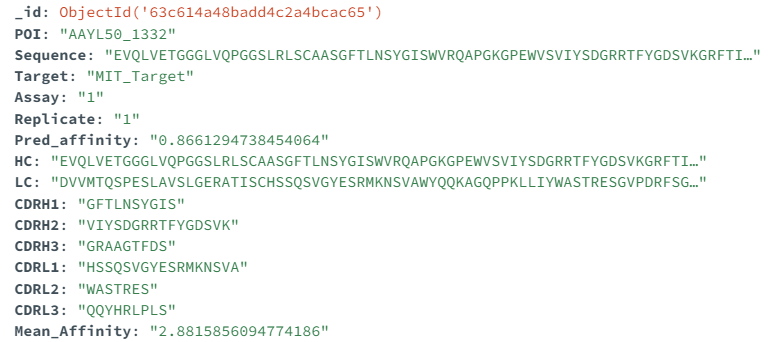 _id: ObjectId('63c614a48badd4c2a4bcac65')
POI: "AAYL50_1332"
Sequence: "EVQLVETGGGLVQPGGSLRLSCAASGFTLNSYGISWVRQAPGKGPEWVSVIYSDGRRTFYGDSVKGRFTI…"
Target: "MIT_Target"
Assay: "1"
Replicate: "1"
Pred_affinity: "0.8661294738454064"
HC: "EVQLVETGGGLVQPGGSLRLSCAASGFTLNSYGISWVRQAPGKGPEWVSVIYSDGRRTFYGDSVKGRFTI…"
LC: "DVVMTQSPESLAVSLGERATISCHSSQSVGYESRMKNSVAWYQQKAGQPPKLLIYWASTRESGVPDRFSG…"
CDRH1: "GFTLNSYGIS"
CDRH2: "VIYSDGRRTFYGDSVK"
CDRH3: "GRAAGTFDS"
CDRL1: "HSSQSVGYESRMKNSVA"
CDRL2: "WASTRES"
CDRL3: "QQYHRLPLS"
Mean_Affinity: "2.8815856094774186"